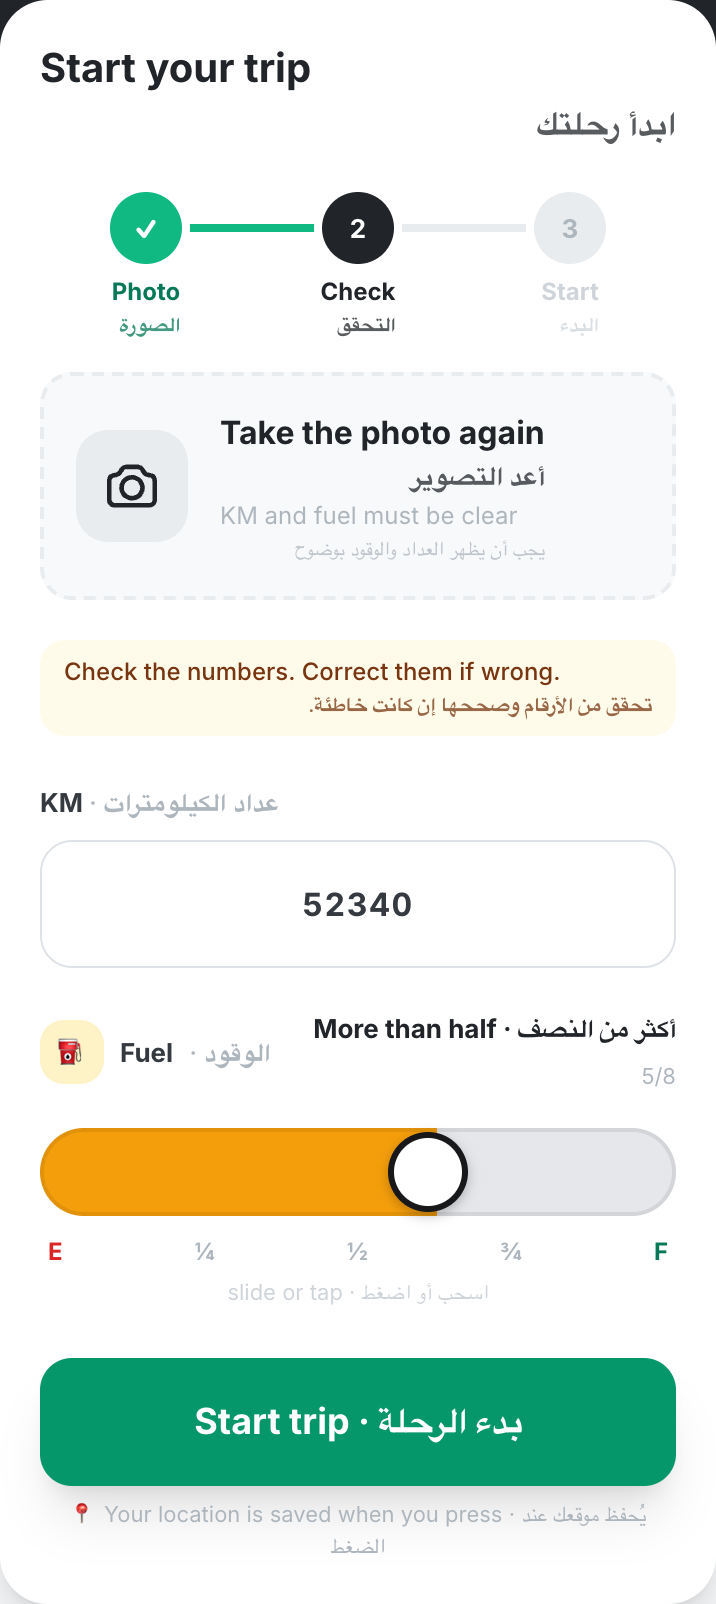 Start your trip
ابدأ رحلتك
2
3
Photo
الصورة
Check
التحقق
Start
البدء
Take the photo again
أعد التصوير
KM and fuel must be clear
يجب أن يظهر العداد والوقود بوضوح
Check the numbers. Correct them if wrong.
تحقق من الأرقام وصححها إن كانت خاطئة.
KM · عداد الكيلومترات
52340
Fuel · الوقود
More than half · أكثر من النصف
5/8
E ¼ ½ ¾ F
slide or tap · اسحب أو اضغط
Start trip · بدء الرحلة
Your location is saved when you press · يُحفظ موقعك عند
الضغط